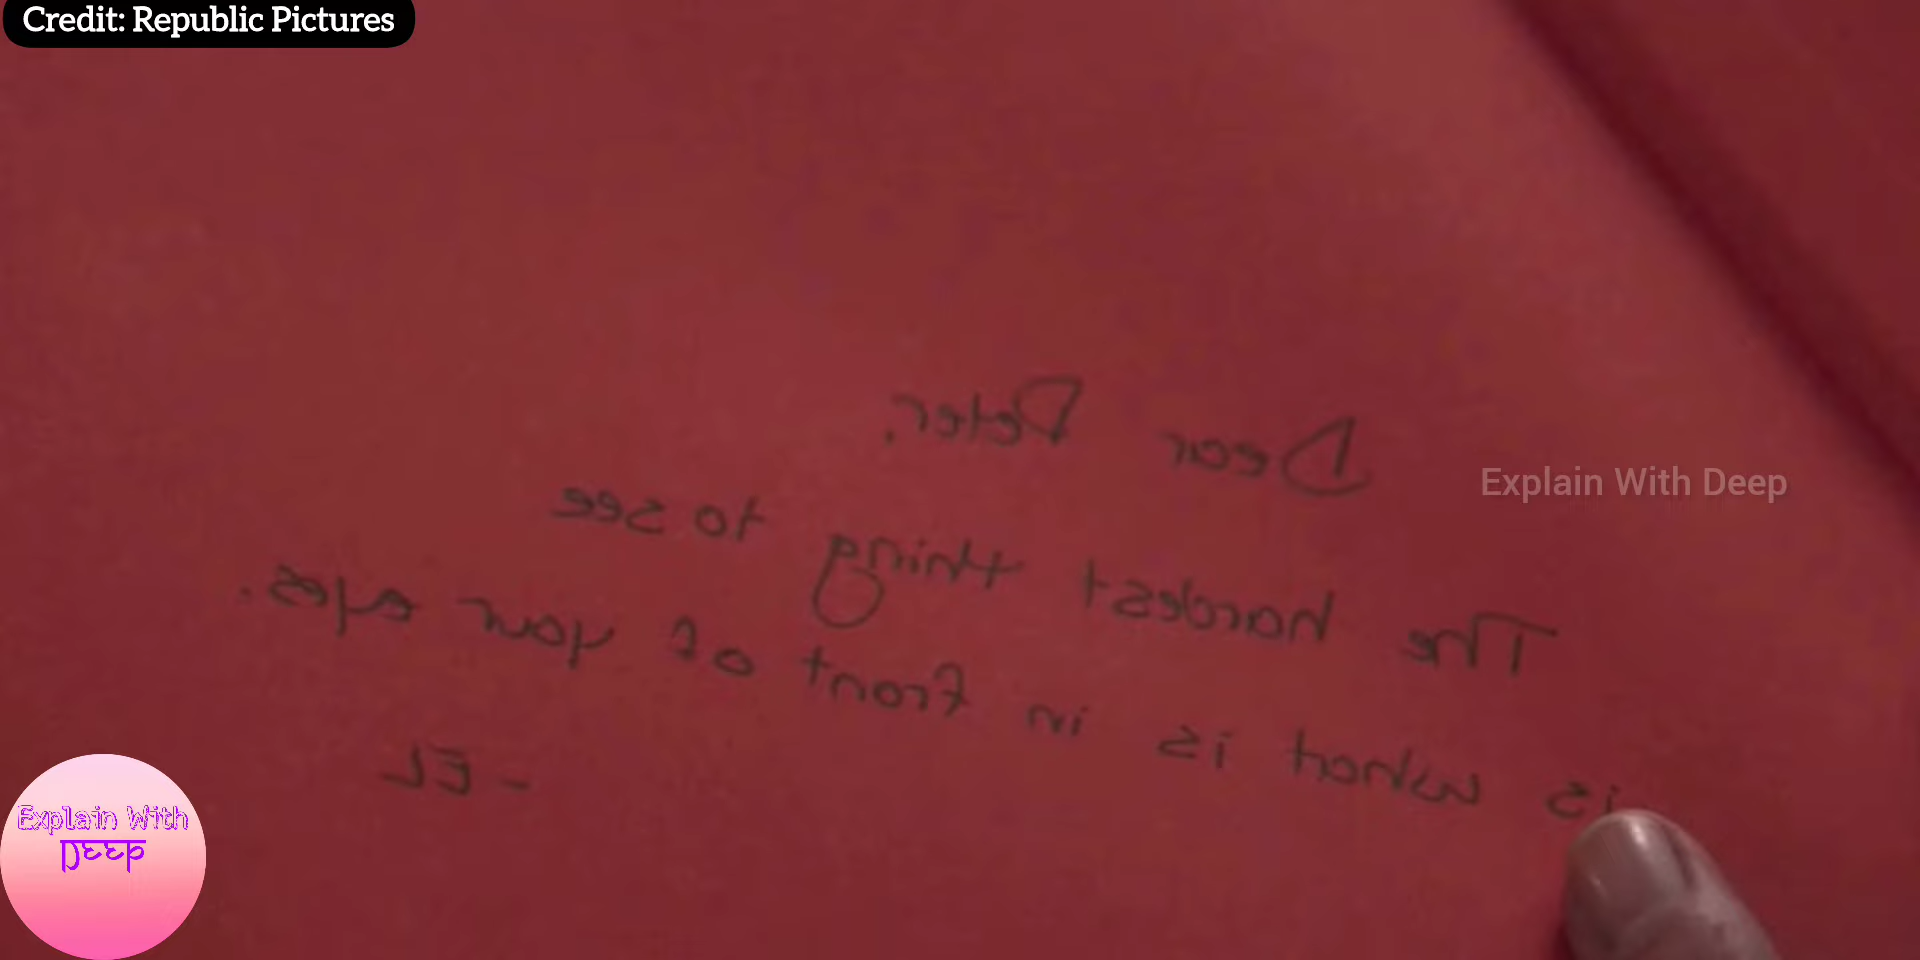 Credit: Republic Pictures
Dear Peter.
The hardest thing to see
is what is in front of your eyes.
- EL
Explain With Deep
Explain With
DEEP